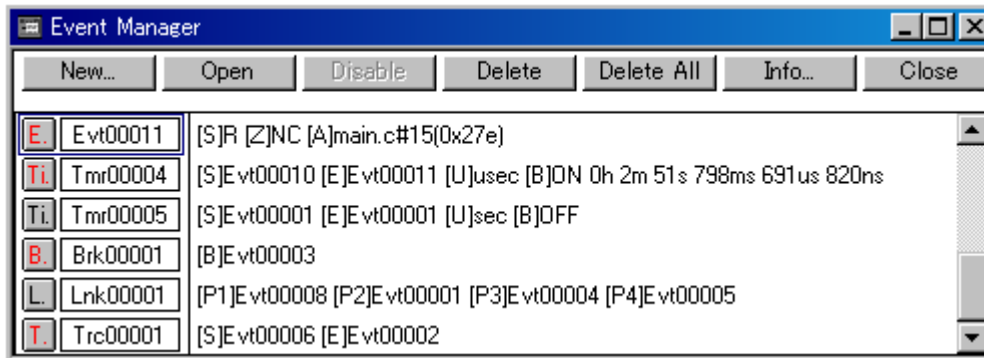 Event Manager
New... Open Disable Delete Delete All Info... Close
E. Evt00011 [S]R [Z]NC [A]main.c#15(0x27e)
Ti. Tmr00004 [S]Evt00010 [E]Evt00011 [U]usec [B]ON 0h 2m 51s 798ms 691us 820ns
Ti. Tmr00005 [S]Evt00001 [E]Evt00001 [U]sec [B]OFF
B. Brk00001 [B]Evt00003
L. Lnk00001 [P1]Evt00008 [P2]Evt00001 [P3]Evt00004 [P4]Evt00005
T. Trc00001 [S]Evt00006 [E]Evt00002